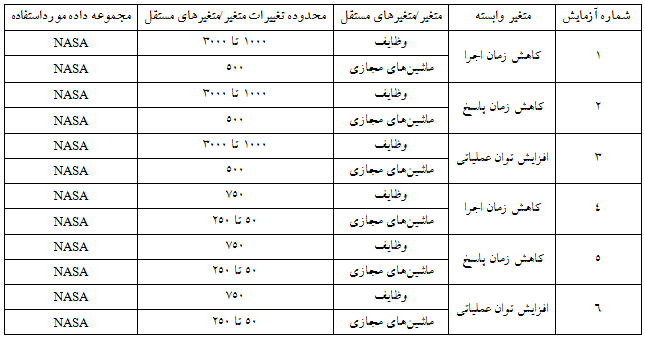 شماره آزمایش | متغیر وابسته | متغیر/متغیرهای مستقل | محدوده تغییرات متغیر/متغیرهای مستقل | مجموعه داده مورداستفاده
۱ | کاهش زمان اجرا | وظایف | ۱۰۰۰ تا ۳۰۰۰ | NASA
ماشین‌های مجازی | ۵۰۰ | NASA
۲ | کاهش زمان پاسخ | وظایف | ۱۰۰۰ تا ۳۰۰۰ | NASA
ماشین‌های مجازی | ۵۰۰ | NASA
۳ | افزایش توان عملیاتی | وظایف | ۱۰۰۰ تا ۳۰۰۰ | NASA
ماشین‌های مجازی | ۵۰۰ | NASA
٤ | کاهش زمان اجرا | وظایف | ۷۵۰ | NASA
ماشین‌های مجازی | ۵۰ تا ۲۵۰ | NASA
۵ | کاهش زمان پاسخ | وظایف | ۷۵۰ | NASA
ماشین‌های مجازی | ۵۰ تا ۲۵۰ | NASA
۶ | افزایش توان عملیاتی | وظایف | ۷۵۰ | NASA
ماشین‌های مجازی | ۵۰ تا ۲۵۰ | NASA